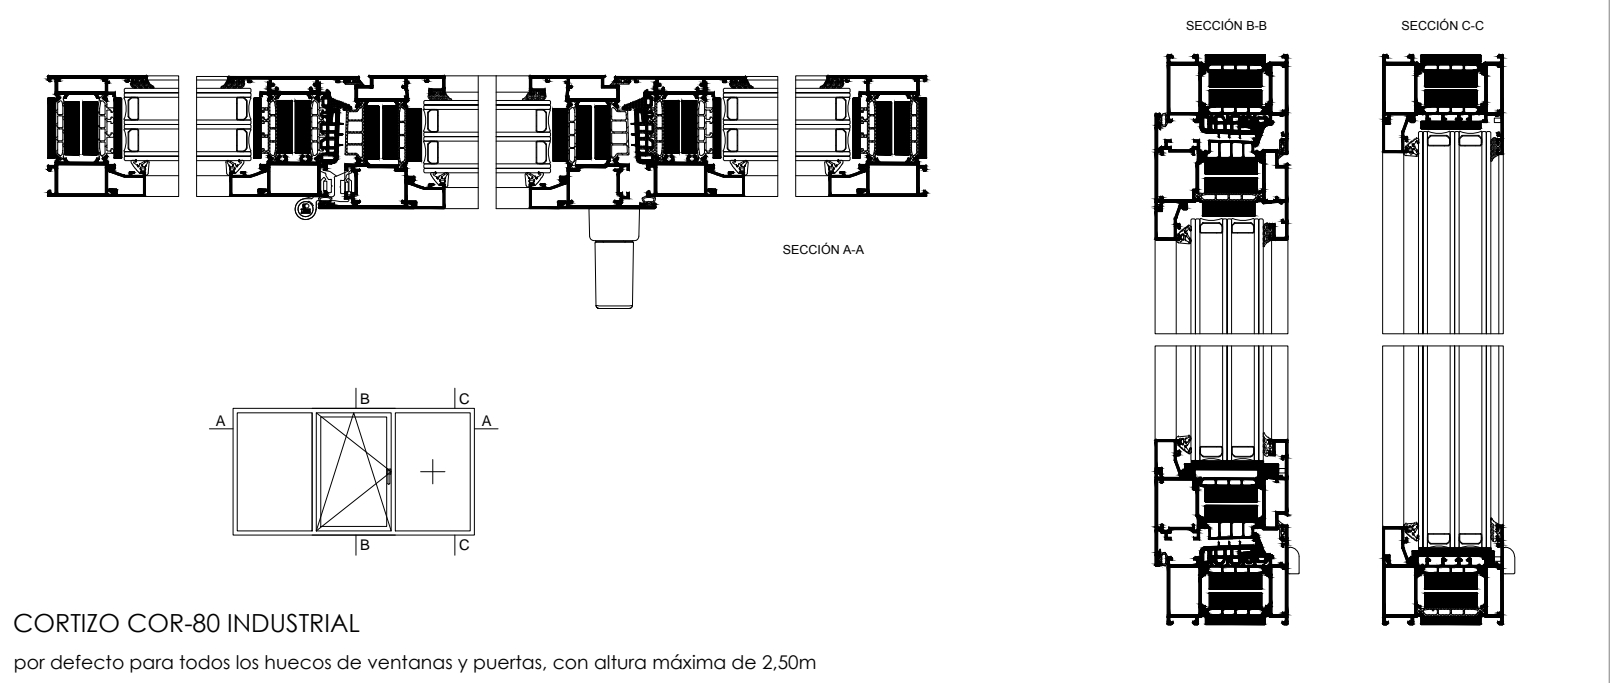 SECCIÓN B-B
SECCIÓN C-C
SECCIÓN A-A
B
C
A
A
B
C
CORTIZO COR-80 INDUSTRIAL
por defecto para todos los huecos de ventanas y puertas, con altura máxima de 2,50m